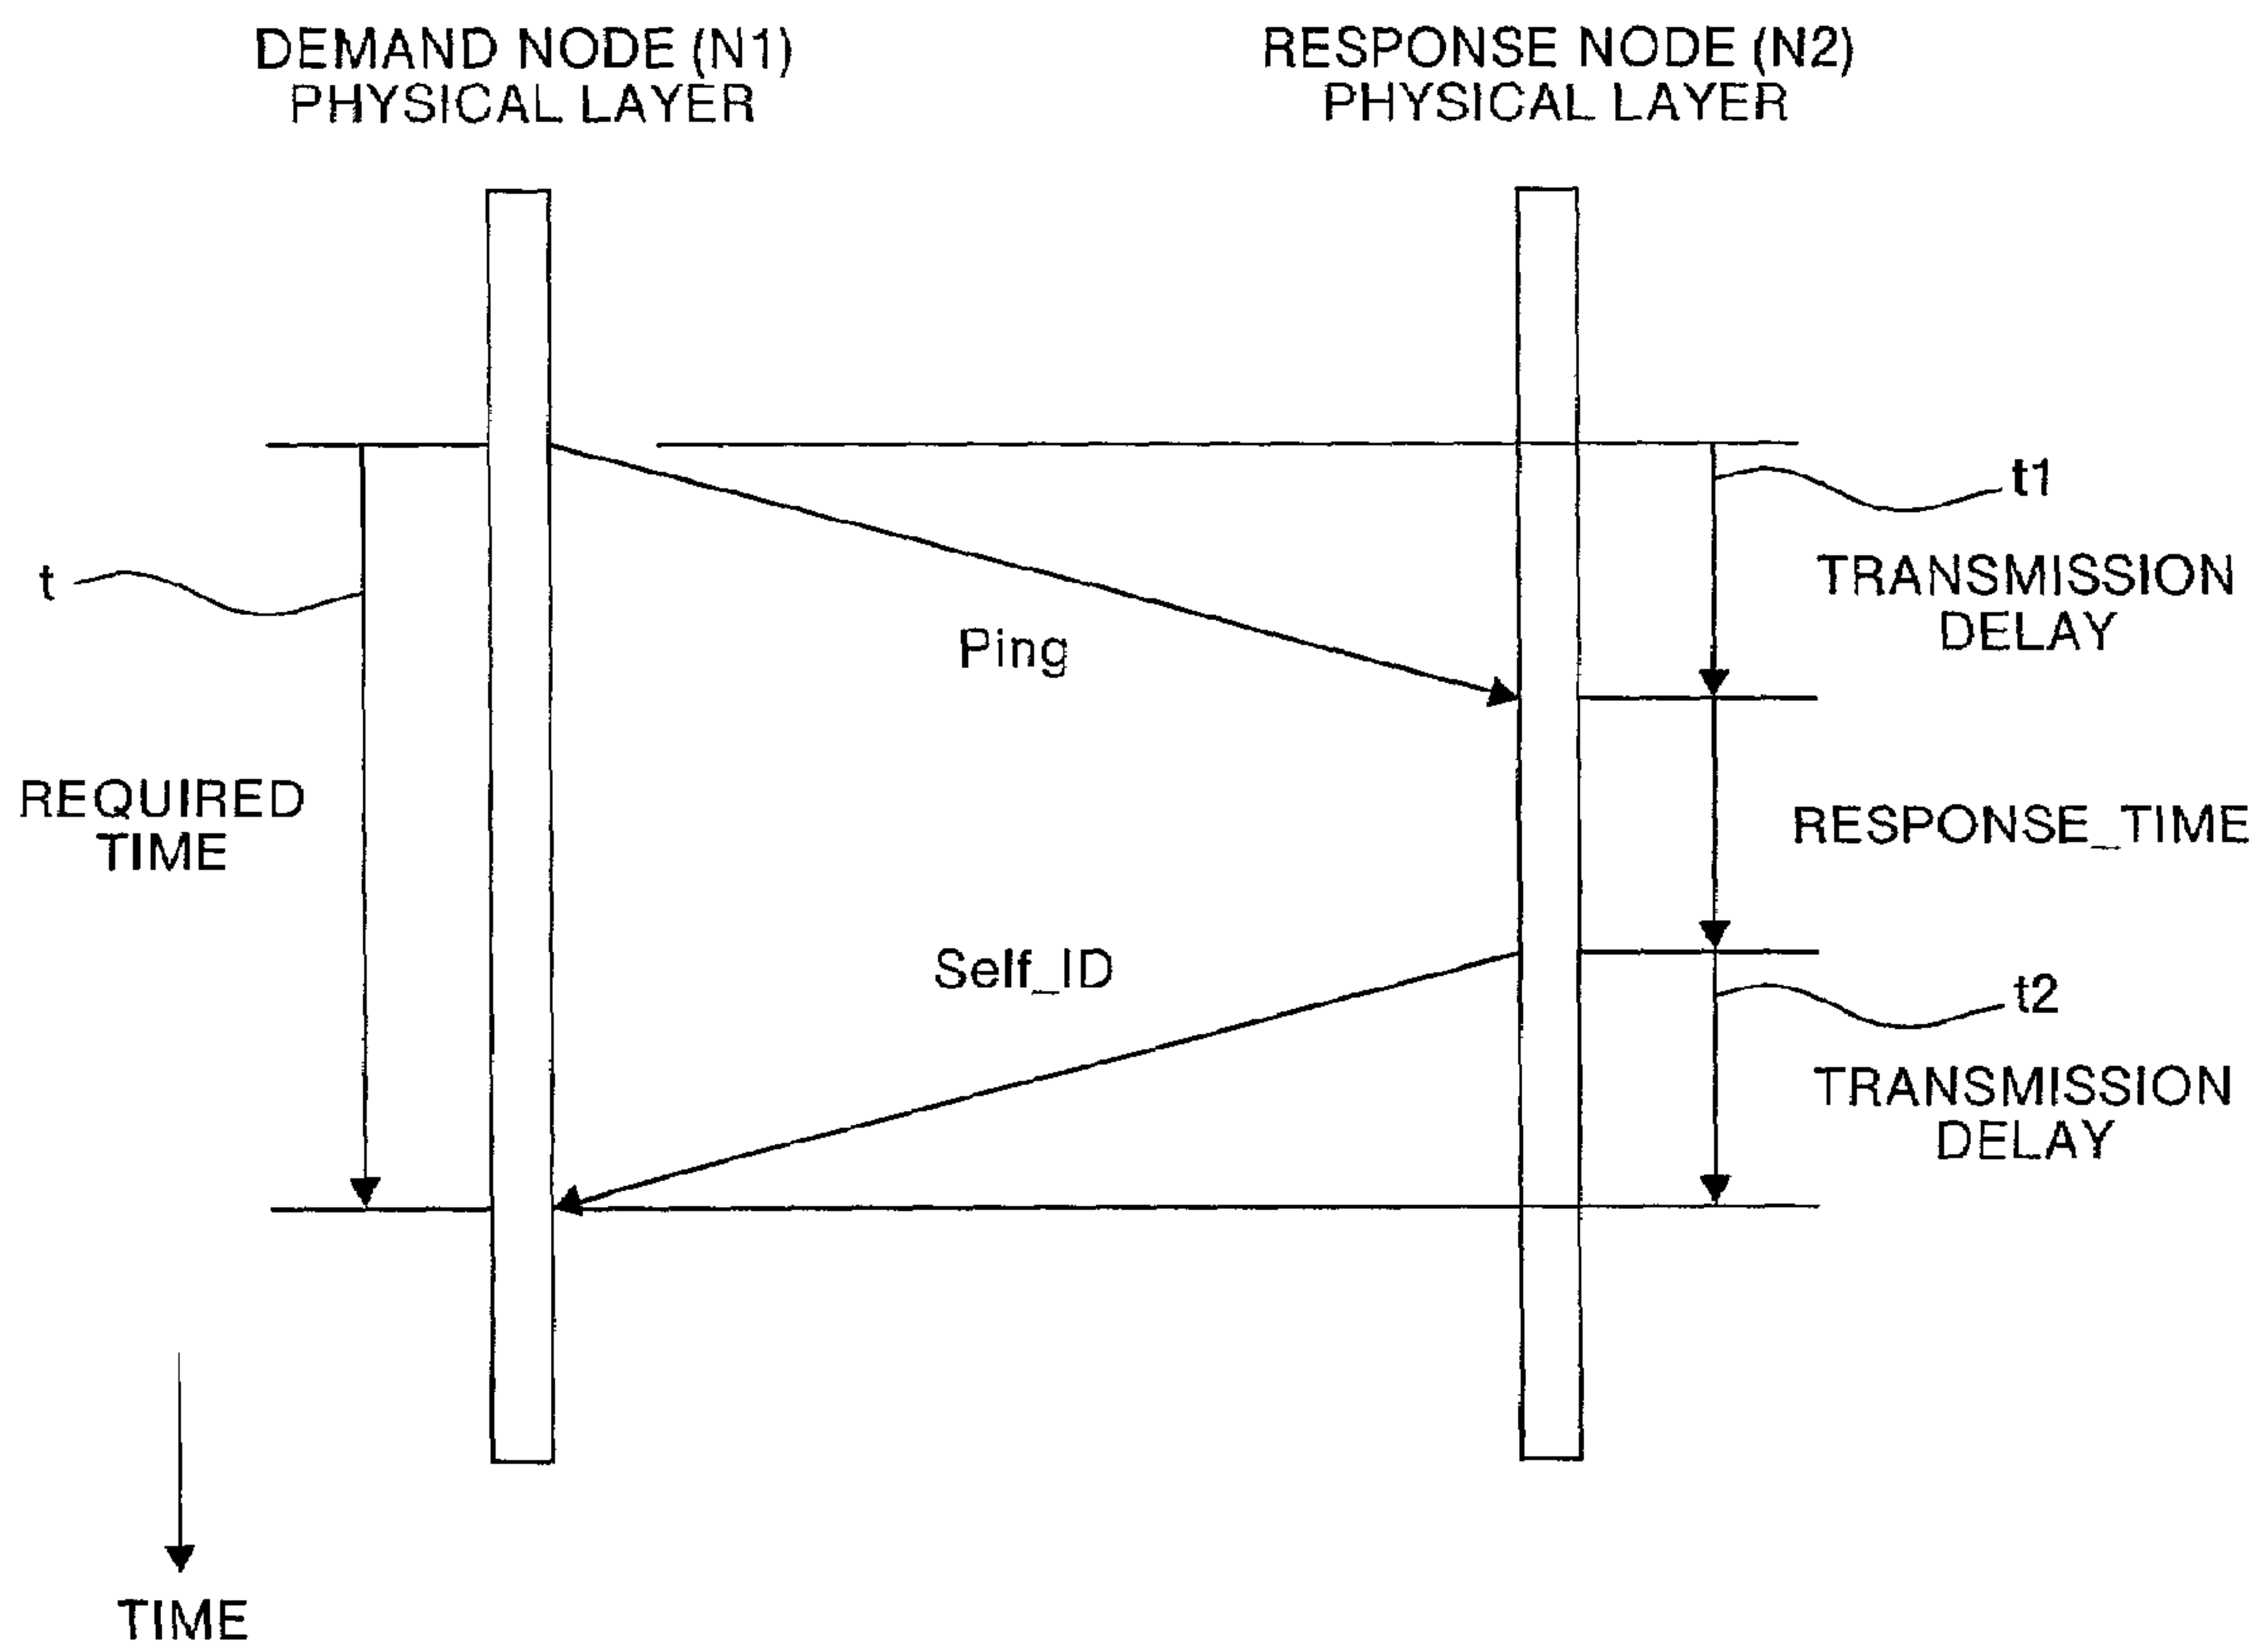 DEMAND NODE (N1)
PHYSICAL LAYER
RESPONSE NODE (N2)
PHYSICAL LAYER
t1
TRANSMISSION
DELAY
t
Ping
REQUIRED
TIME
RESPONSE_TIME
Self_ID
t2
TRANSMISSION
DELAY
TIME